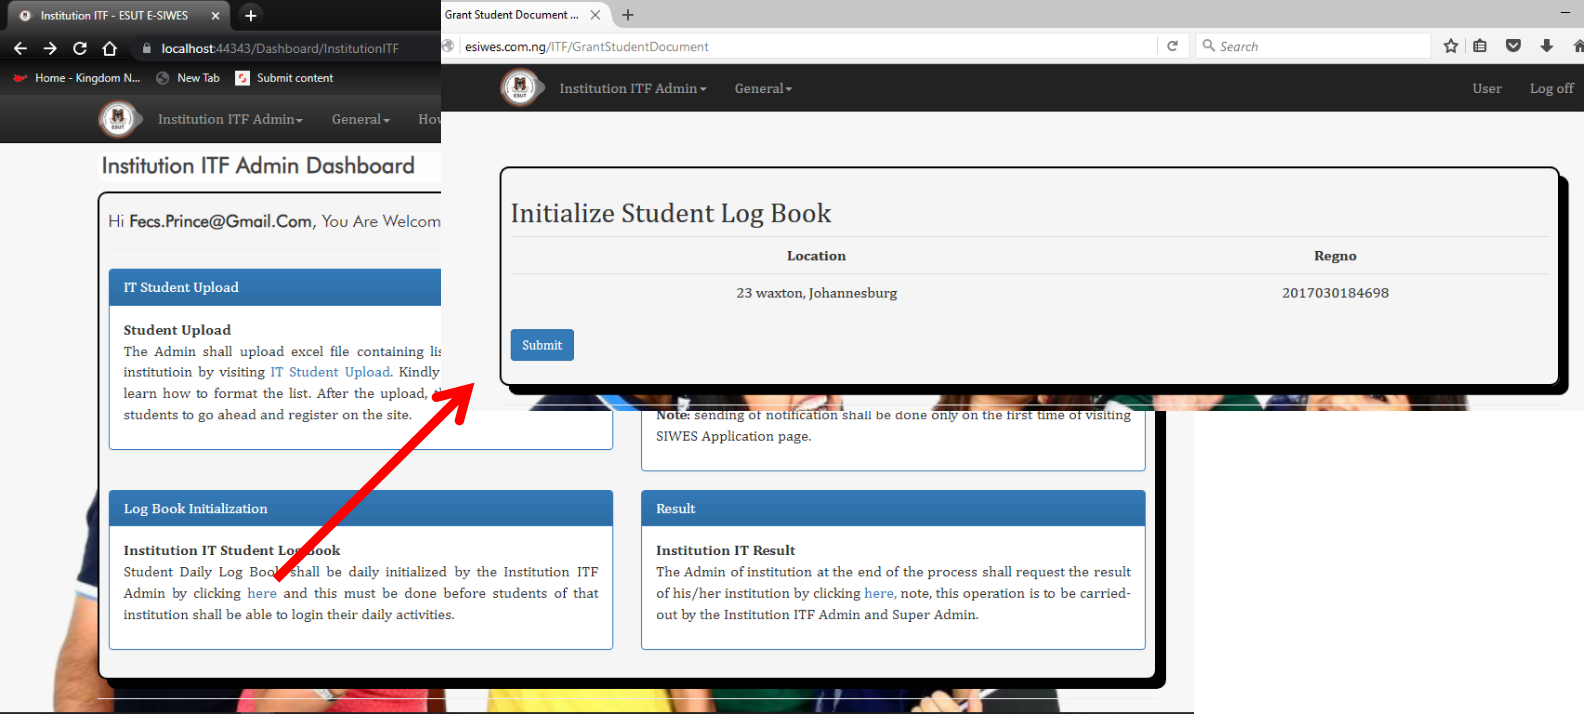 Institution ITF - ESUT E-SIWES
localhost:44343/Dashboard/InstitutionITF
Home - Kingdom N...
New Tab
Submit content
ESUT
Institution ITF Admin
General
Institution ITF Admin Dashboard
Hi Fecs.Prince@Gmail.Com, You Are Welcom
IT Student Upload
Student Upload
The Admin shall upload excel file containing
institutioin by visiting IT Student Upload. Kindly
learn how to format the list. After the upload,
students to go ahead and register on the site.
Grant Student Document ...
esiwes.com.ng/ITF/GrantStudentDocument
Search
ESUT
Institution ITF Admin
General
User
Log off
Initialize Student Log Book
Location
Regno
23 waxton, Johannesburg
2017030184698
Submit
Note: sending of notification shall be done only on the first time of visiting
SIWES Application page.
Log Book Initialization
Institution IT Student Log Book
Student Daily Log Book shall be daily initialized by the Institution ITF
Admin by clicking here and this must be done before students of that
institution shall be able to login their daily activities.
Result
Institution IT Result
The Admin of institution at the end of the process shall request the result
of his/her institution by clicking here, note, this operation is to be carried-
out by the Institution ITF Admin and Super Admin.